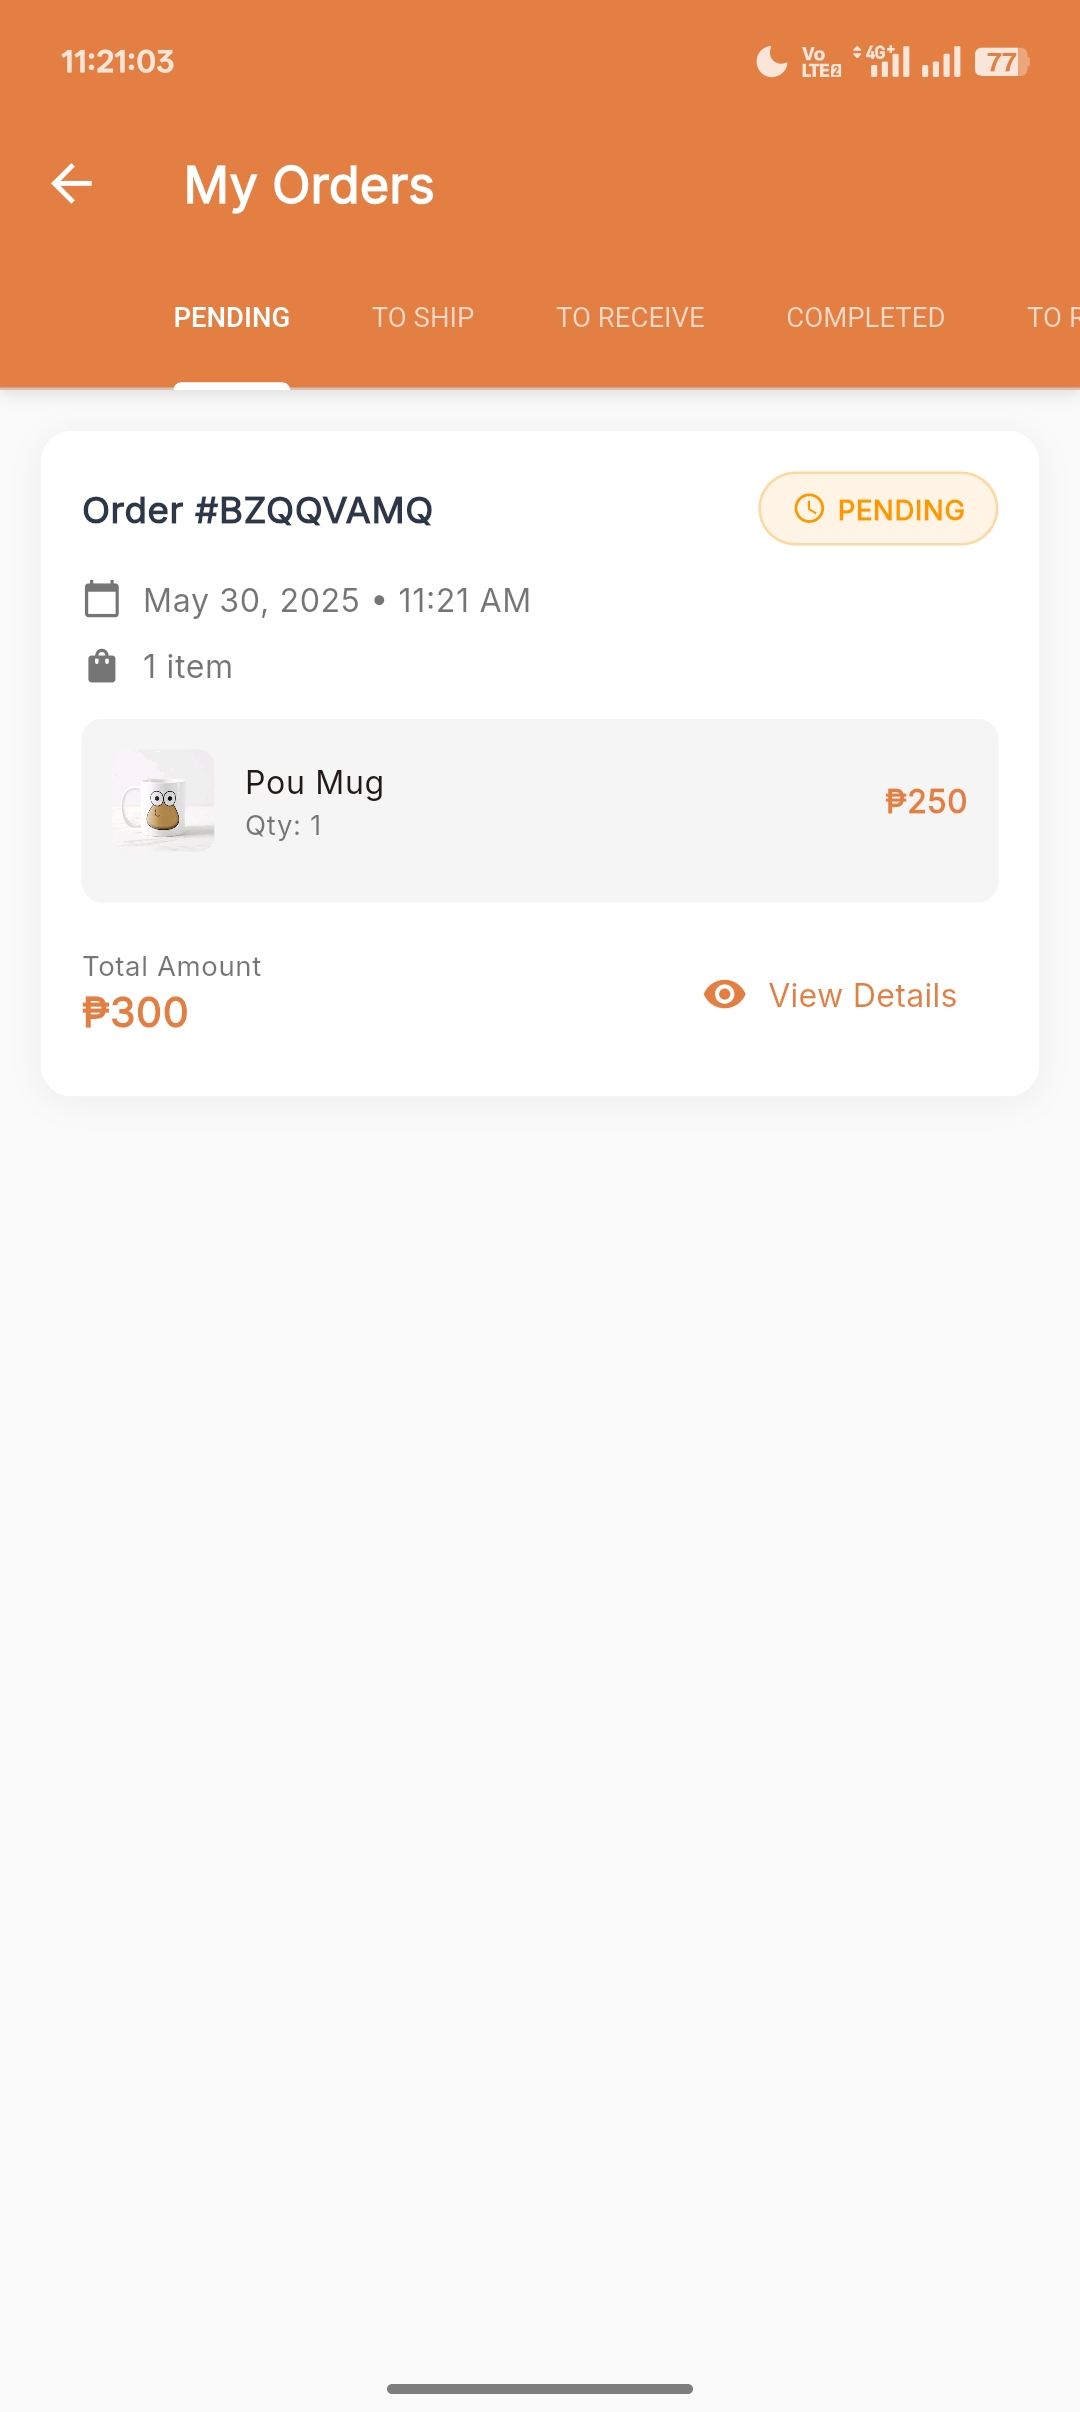 11:21:03
Vo LTE2 4G+ 77
My Orders
PENDING TO SHIP TO RECEIVE COMPLETED TO R
Order #BZQQVAMQ
PENDING
May 30, 2025 • 11:21 AM
1 item
Pou Mug
Qty: 1
₱250
Total Amount
₱300
View Details